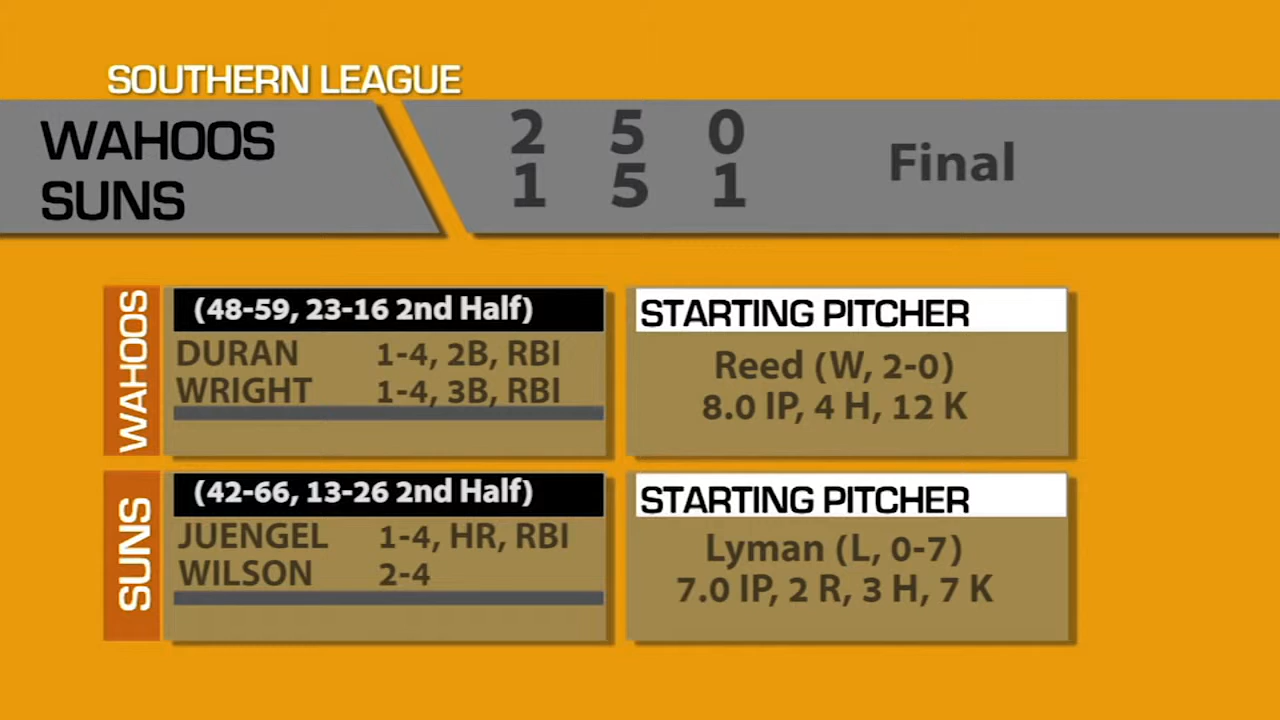 SOUTHERN LEAGUE
WAHOOS 2 5 0
SUNS 1 5 1
Final
WAHOOS
(48-59, 23-16 2nd Half)
DURAN 1-4, 2B, RBI
WRIGHT 1-4, 3B, RBI
STARTING PITCHER
Reed (W, 2-0)
8.0 IP, 4 H, 12 K
SUNS
(42-66, 13-26 2nd Half)
JUENGEL 1-4, HR, RBI
WILSON 2-4
STARTING PITCHER
Lyman (L, 0-7)
7.0 IP, 2 R, 3 H, 7 K